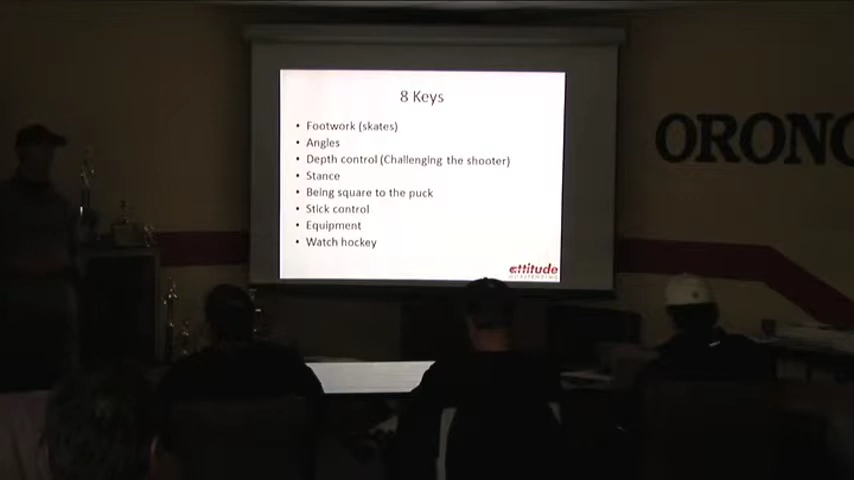 8 Keys
• Footwork (skates)
• Angles
• Depth control (Challenging the shooter)
• Stance
• Being square to the puck
• Stick control
• Equipment
• Watch hockey
attitude
GOALTENDING
ORONO